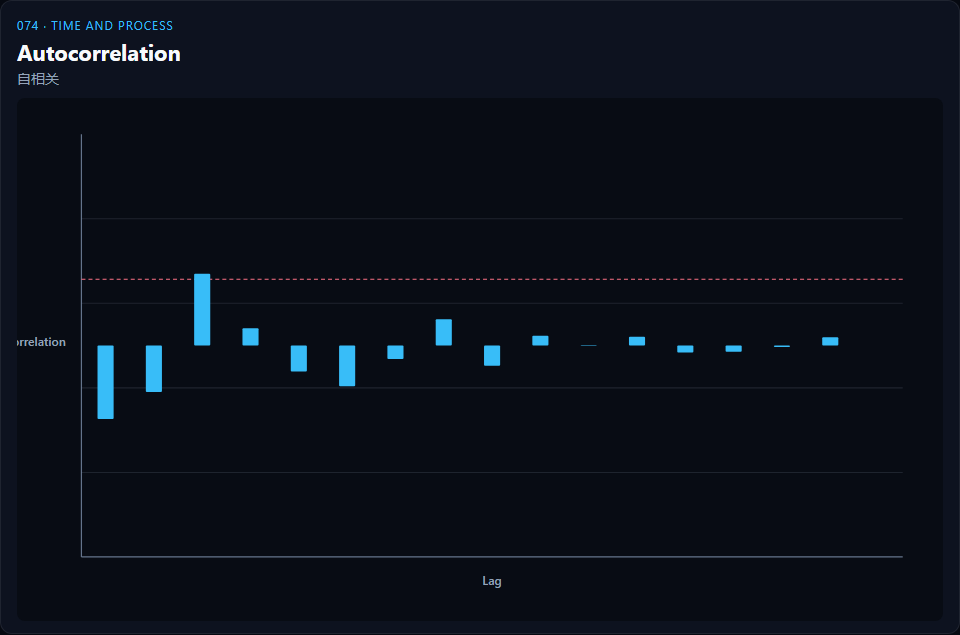 074 · TIME AND PROCESS
Autocorrelation
自相关
orrelation
Lag